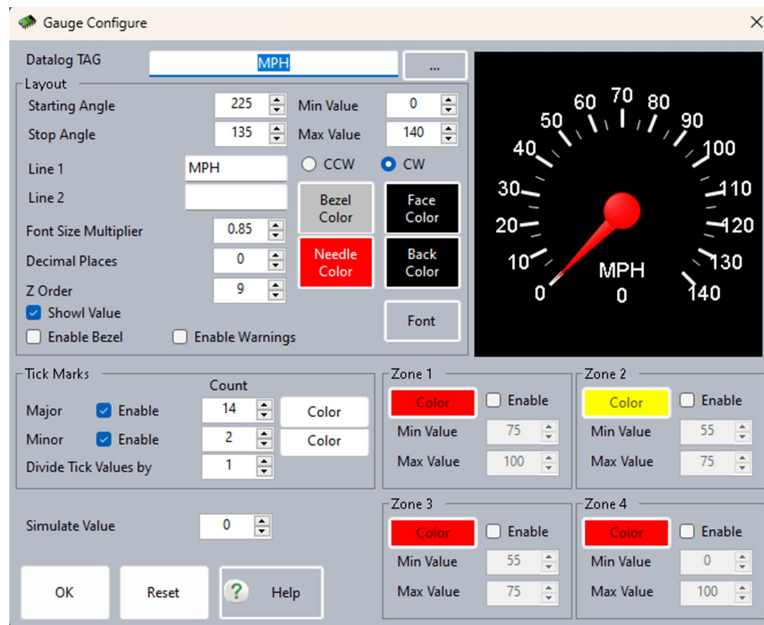 Gauge Configure
Datalog TAG MPH ...
Layout
Starting Angle 225 Min Value 0
Stop Angle 135 Max Value 140
Line 1 MPH CCW CW
Line 2
Bezel Color Face Color
Font Size Multiplier 0.85
Decimal Places 0 Needle Color Back Color
Z Order 9
Showl Value Font
Enable Bezel Enable Warnings
0 10 20 30 40 50 60 70 80 90 100 110 120 130 140
MPH
0
Tick Marks
Count
Major Enable 14 Color
Minor Enable 2 Color
Divide Tick Values by 1
Simulate Value 0
OK Reset ? Help
Zone 1
Color Enable
Min Value 75
Max Value 100
Zone 2
Color Enable
Min Value 55
Max Value 75
Zone 3
Color Enable
Min Value 55
Max Value 75
Zone 4
Color Enable
Min Value 0
Max Value 100